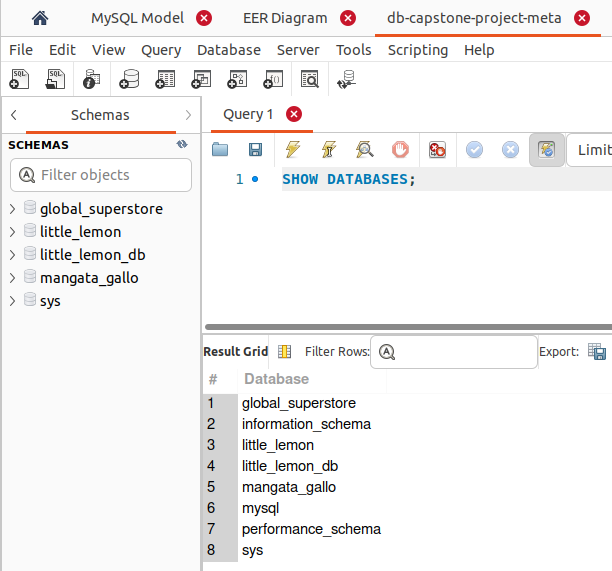 MySQL Model EER Diagram db-capstone-project-meta
File Edit View Query Database Server Tools Scripting Help
SQL SQL
Schemas
SCHEMAS
Filter objects
global_superstore
little_lemon
little_lemon_db
mangata_gallo
sys
Query 1
Limit
1 SHOW DATABASES;
Result Grid Filter Rows: Export:
# Database
1 global_superstore
2 information_schema
3 little_lemon
4 little_lemon_db
5 mangata_gallo
6 mysql
7 performance_schema
8 sys